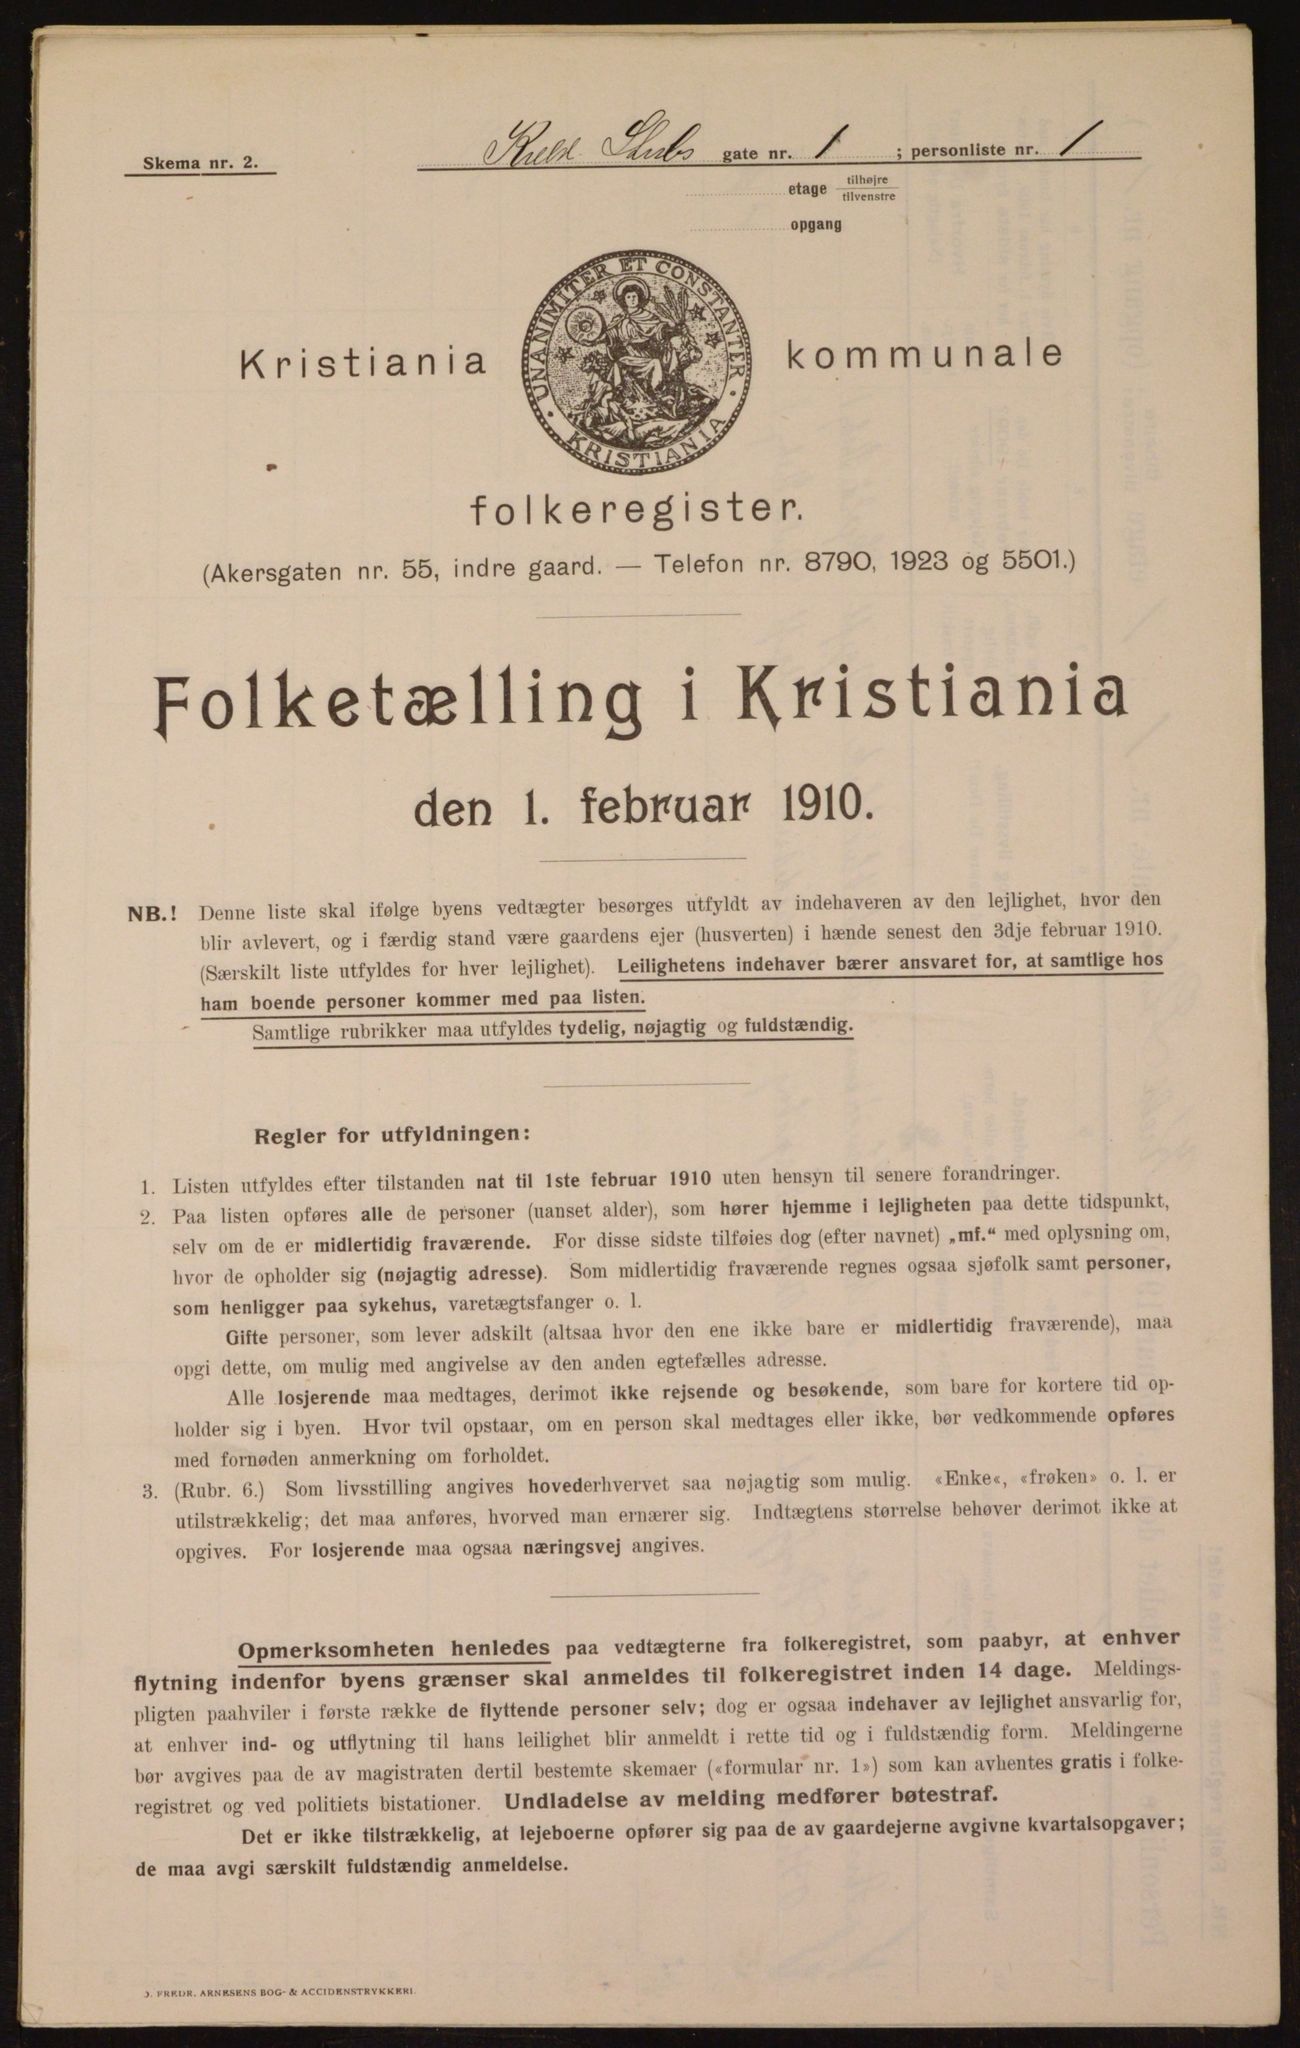 Skema nr. 2.
Kield Stubs gate nr. 1 ; personliste nr. 1
etage tilhøjre
tilvenstre
opgang
Kristiania kommunale
UNANIMITER ET CONSTANTER
KRISTIANIA
folkeregister.
(Akersgaten nr. 55, indre gaard. — Telefon nr. 8790, 1923 og 5501.)
Folketælling i Kristiania
den 1. februar 1910.
NB.! Denne liste skal ifølge byens vedtægter besørges utfyldt av indehaveren av den lejlighet, hvor den
blir avlevert, og i færdig stand være gaardens ejer (husverten) i hænde senest den 3dje februar 1910.
(Særskilt liste utfyldes for hver lejlighet). Leilighetens indehaver bærer ansvaret for, at samtlige hos
ham boende personer kommer med paa listen.
Samtlige rubrikker maa utfyldes tydelig, nøjagtig og fuldstændig.
Regler for utfyldningen:
1. Listen utfyldes efter tilstanden nat til 1ste februar 1910 uten hensyn til senere forandringer.
2. Paa listen opføres alle de personer (uanset alder), som hører hjemme i lejligheten paa dette tidspunkt,
selv om de er midlertidig fraværende. For disse sidste tilføies dog (efter navnet) „mf.“ med oplysning om,
hvor de opholder sig (nøjagtig adresse). Som midlertidig fraværende regnes ogsaa sjøfolk samt personer,
som henligger paa sykehus, varetægtsfanger o. l.
Gifte personer, som lever adskilt (altsaa hvor den ene ikke bare er midlertidig fraværende), maa
opgi dette, om mulig med angivelse av den anden egtefælles adresse.
Alle losjerende maa medtages, derimot ikke rejsende og besøkende, som bare for kortere tid op-
holder sig i byen. Hvor tvil opstaar, om en person skal medtages eller ikke, bør vedkommende opføres
med fornøden anmerkning om forholdet.
3. (Rubr. 6.) Som livsstilling angives hovederhvervet saa nøjagtig som mulig. «Enke«, «frøken» o. l. er
utilstrækkelig; det maa anføres, hvorved man ernærer sig. Indtægtens størrelse behøver derimot ikke at
opgives. For losjerende maa ogsaa næringsvej angives.
Opmerksomheten henledes paa vedtægterne fra folkeregistret, som paabyr, at enhver
flytning indenfor byens grænser skal anmeldes til folkeregistret inden 14 dage. Meldings-
pligten paahviler i første række de flyttende personer selv; dog er ogsaa indehaver av lejlighet ansvarlig for,
at enhver ind- og utflytning til hans leilighet blir anmeldt i rette tid og i fuldstændig form. Meldingerne
bør avgives paa de av magistraten dertil bestemte skemaer («formular nr. 1») som kan avhentes gratis i folke-
registret og ved politiets bistationer. Undladelse av melding medfører bøtestraf.
Det er ikke tilstrækkelig, at lejeboerne opfører sig paa de av gaardejerne avgivne kvartalsopgaver;
de maa avgi særskilt fuldstændig anmeldelse.
O. FREDR. ARNESENS BOG- & ACCIDENSTRYKKERI.